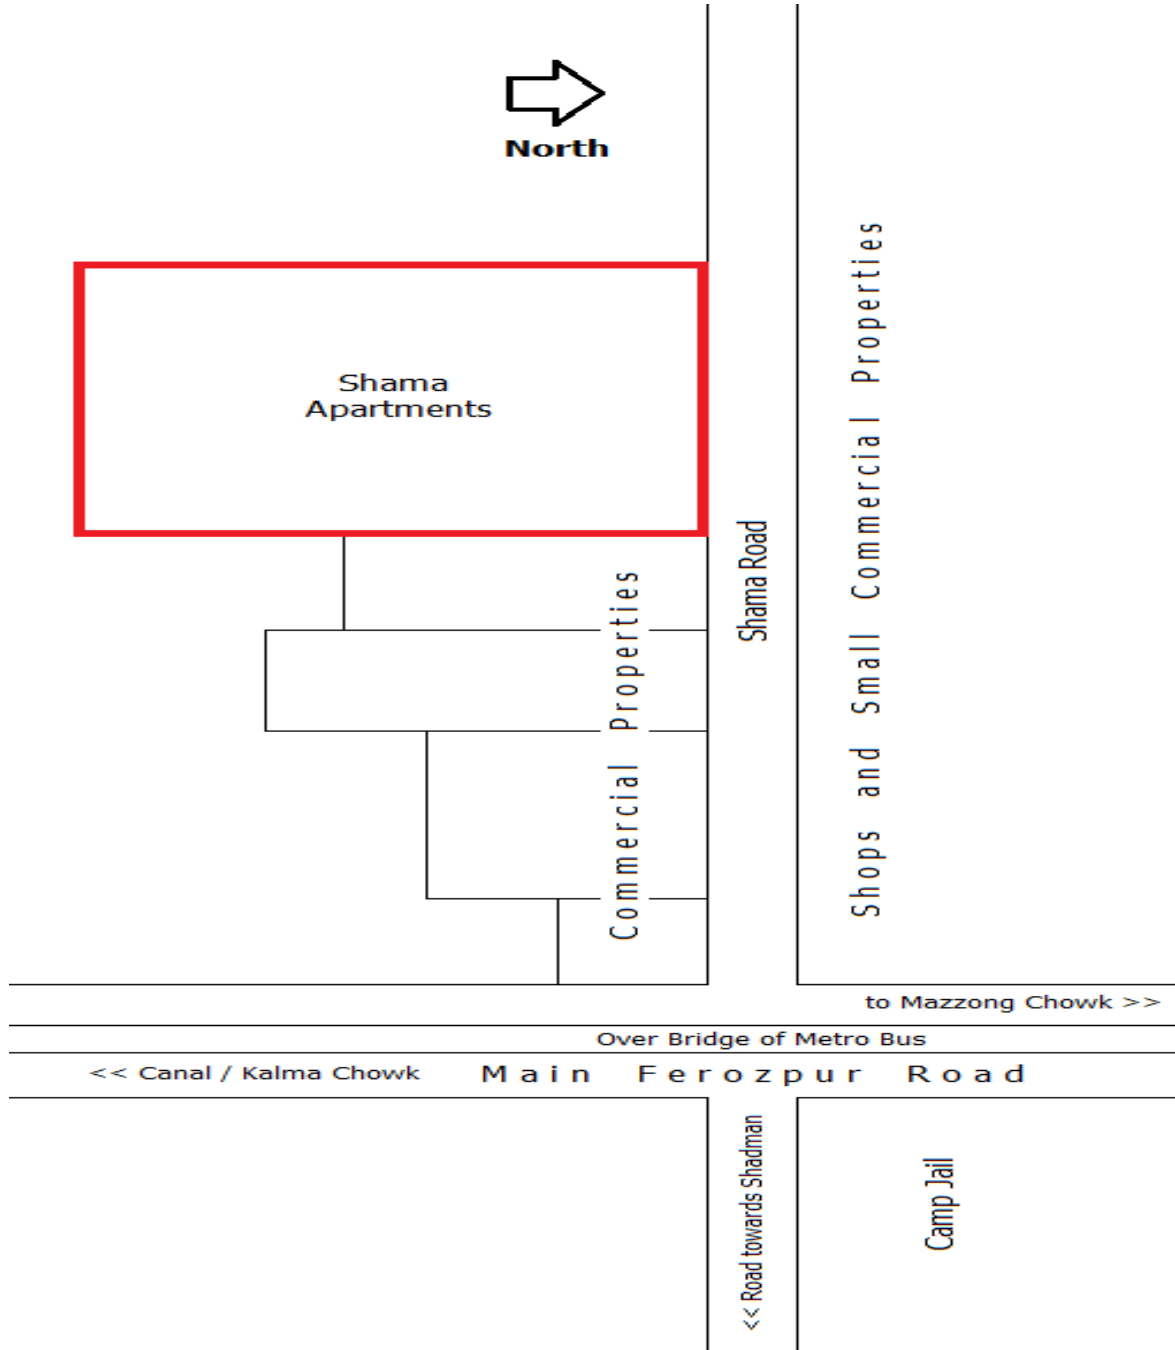 North
Shops and Small Commercial Properties
Shama
Apartments
Shama Road
Commercial Properties
to Mazzong Chowk >>
Over Bridge of Metro Bus
<< Canal / Kalma Chowk
Main Ferozpur Road
<< Road towards Shadman
Camp Jail